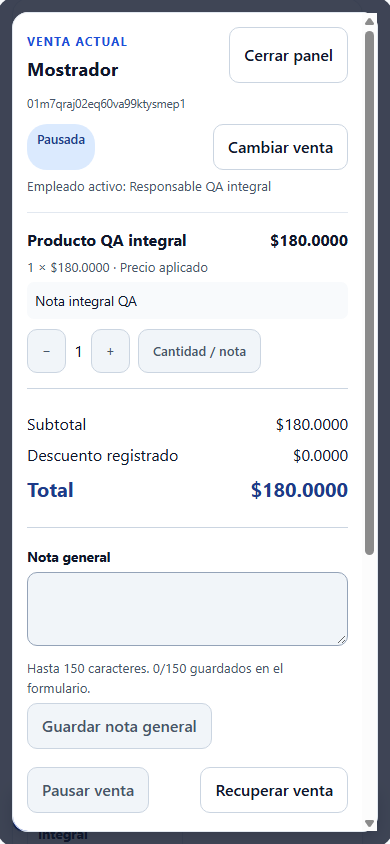 VENTA ACTUAL
Mostrador
Cerrar panel
01m7qraj02eq60va99ktysmep1
Pausada
Cambiar venta
Empleado activo: Responsable QA integral
Producto QA integral $180.0000
1 × $180.0000 · Precio aplicado
Nota integral QA
− 1 + Cantidad / nota
Subtotal $180.0000
Descuento registrado $0.0000
Total $180.0000
Nota general
Hasta 150 caracteres. 0/150 guardados en el
formulario.
Guardar nota general
Pausar venta Recuperar venta
integral